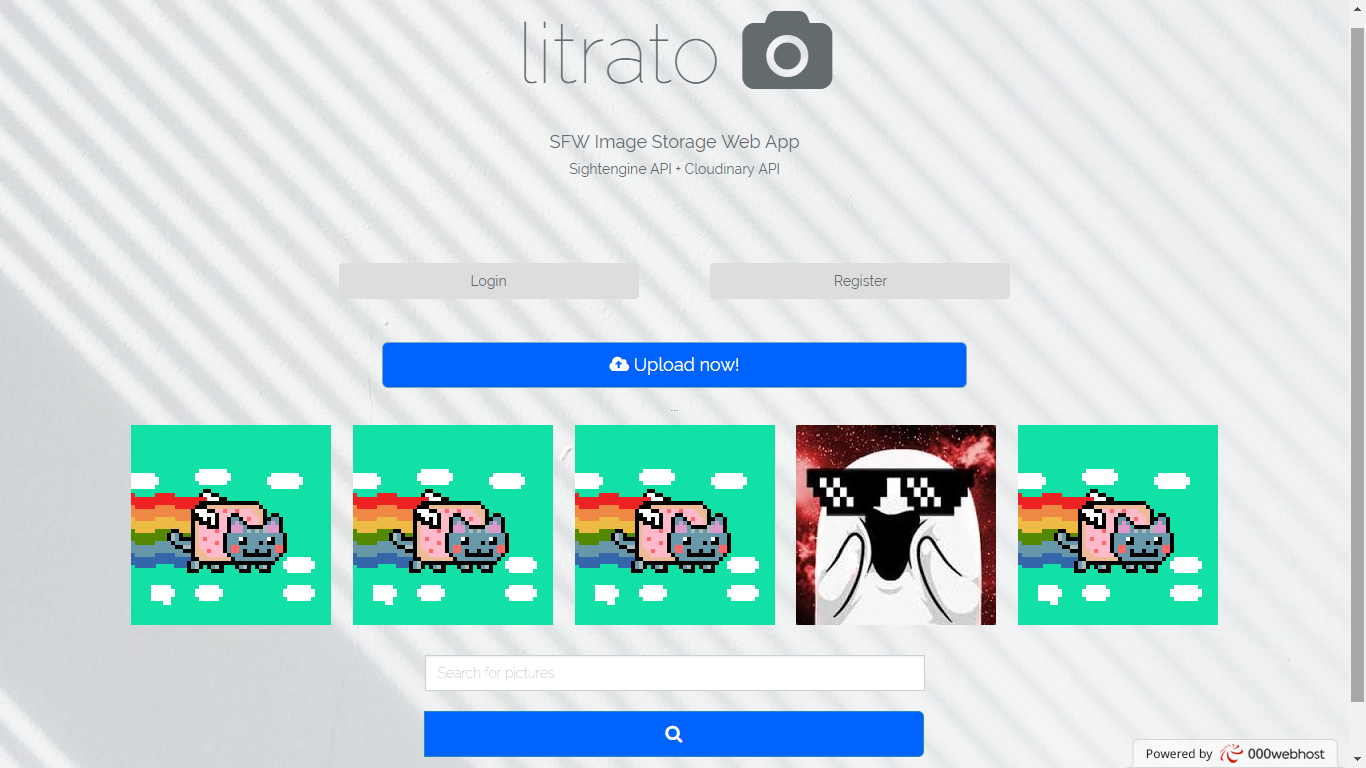 litrato
SFW Image Storage Web App
Sightengine API + Cloudinary API
Login
Register
Upload now!
...
Search for pictures
Powered by 000webhost